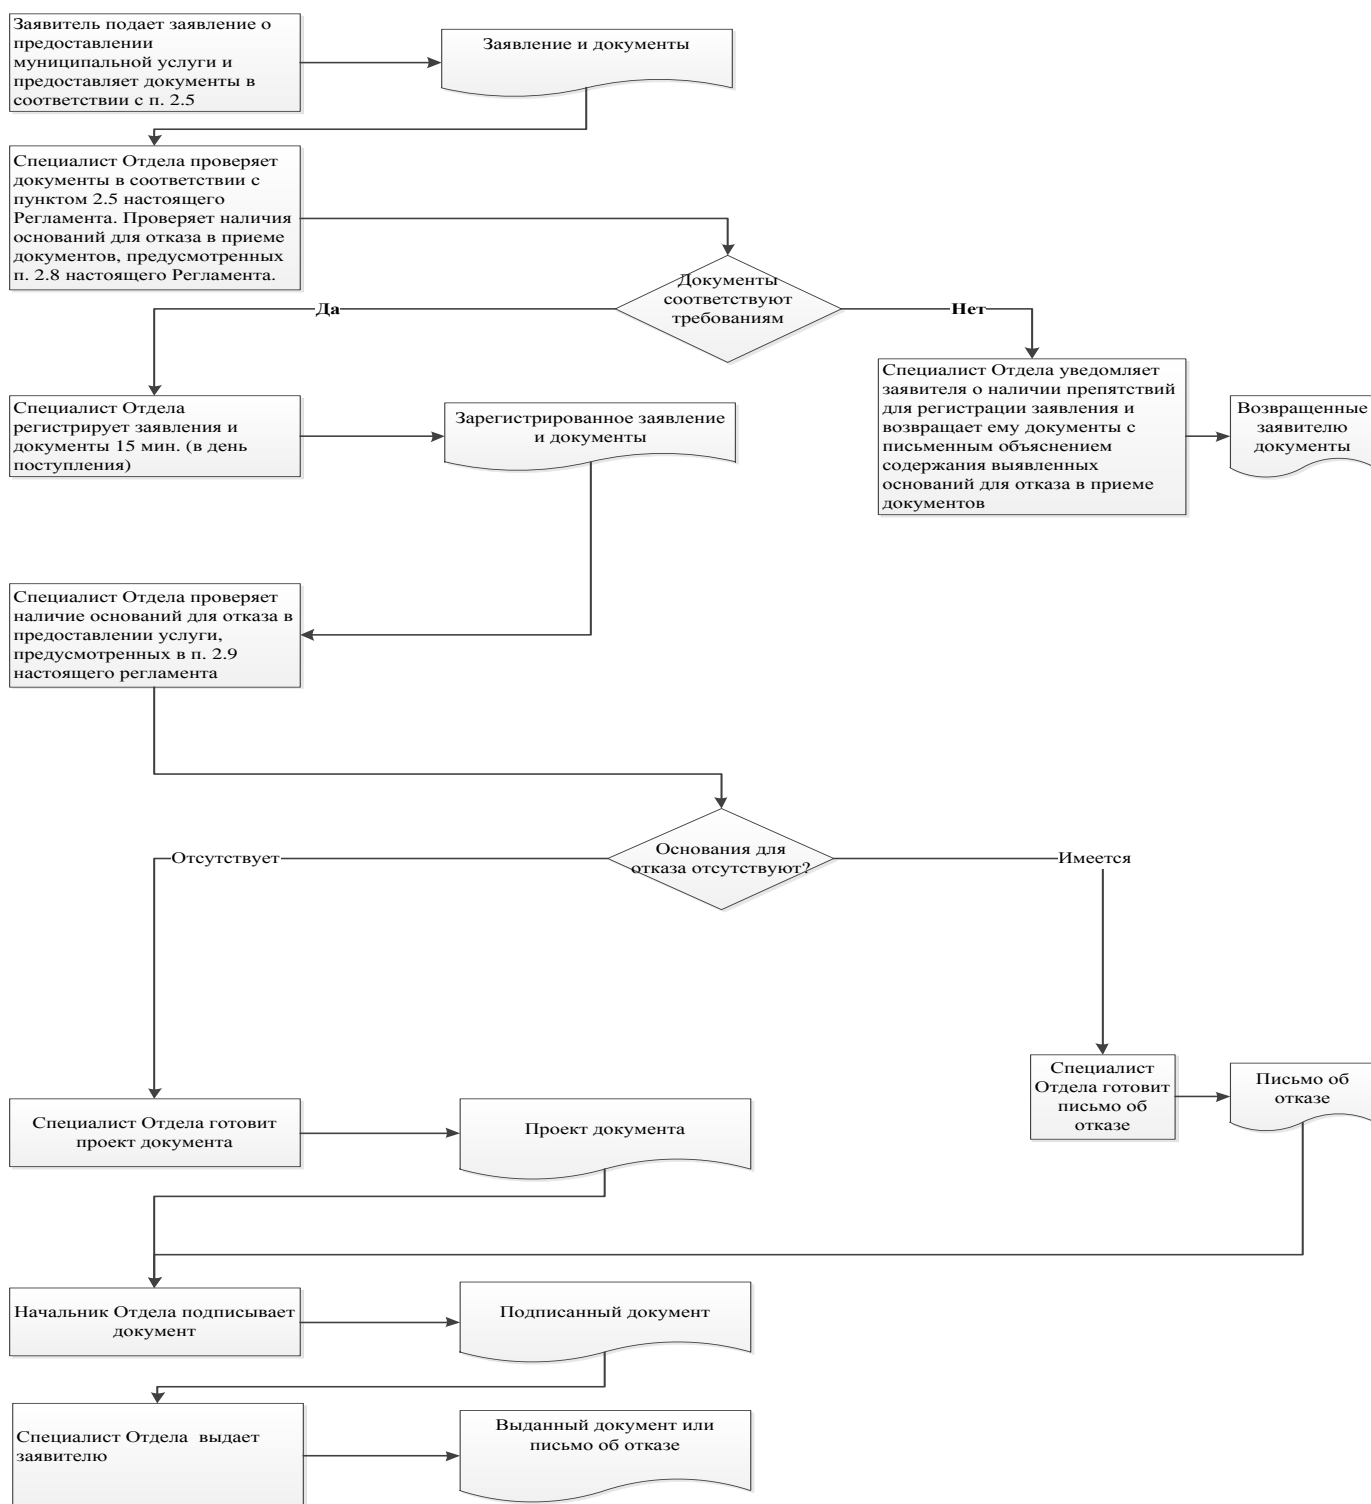 Заявитель подает заявление о
предоставлении
муниципальной услуги и
предоставляет документы в
соответствии с п. 2.5
Заявление и документы
Специалист Отдела проверяет
документы в соответствии с
пунктом 2.5 настоящего
Регламента. Проверяет наличия
оснований для отказа в приеме
документов, предусмотренных
п. 2.8 настоящего Регламента.
Документы
соответствуют
требованиям
Да
Нет
Специалист Отдела
регистрирует заявления и
документы 15 мин. (в день
поступления)
Зарегистрированное заявление
и документы
Специалист Отдела уведомляет
заявителя о наличии препятствий
для регистрации заявления и
возвращает ему документы с
письменным объяснением
содержания выявленных
оснований для отказа в приеме
документов
Возвращенные
заявителю
документы
Специалист Отдела проверяет
наличие оснований для отказа в
предоставлении услуги,
предусмотренных в п. 2.9
настоящего регламента
Основания для
отказа отсутствуют?
Отсутствует
Имеется
Специалист
Отдела готовит
письмо об
отказе
Письмо об
отказе
Специалист Отдела готовит
проект документа
Проект документа
Начальник Отдела подписывает
документ
Подписанный документ
Специалист Отдела  выдает
заявителю
Выданный документ или
письмо об отказе